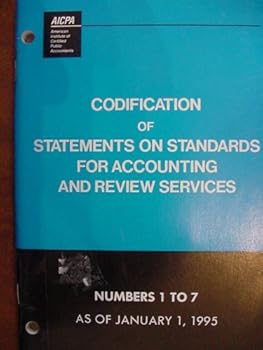 AICPA
American
Institute of
Certified
Public
Accountants
CODIFICATION
OF
STATEMENTS ON STANDARDS
FOR ACCOUNTING
AND REVIEW SERVICES
NUMBERS 1 TO 7
AS OF JANUARY 1, 1995